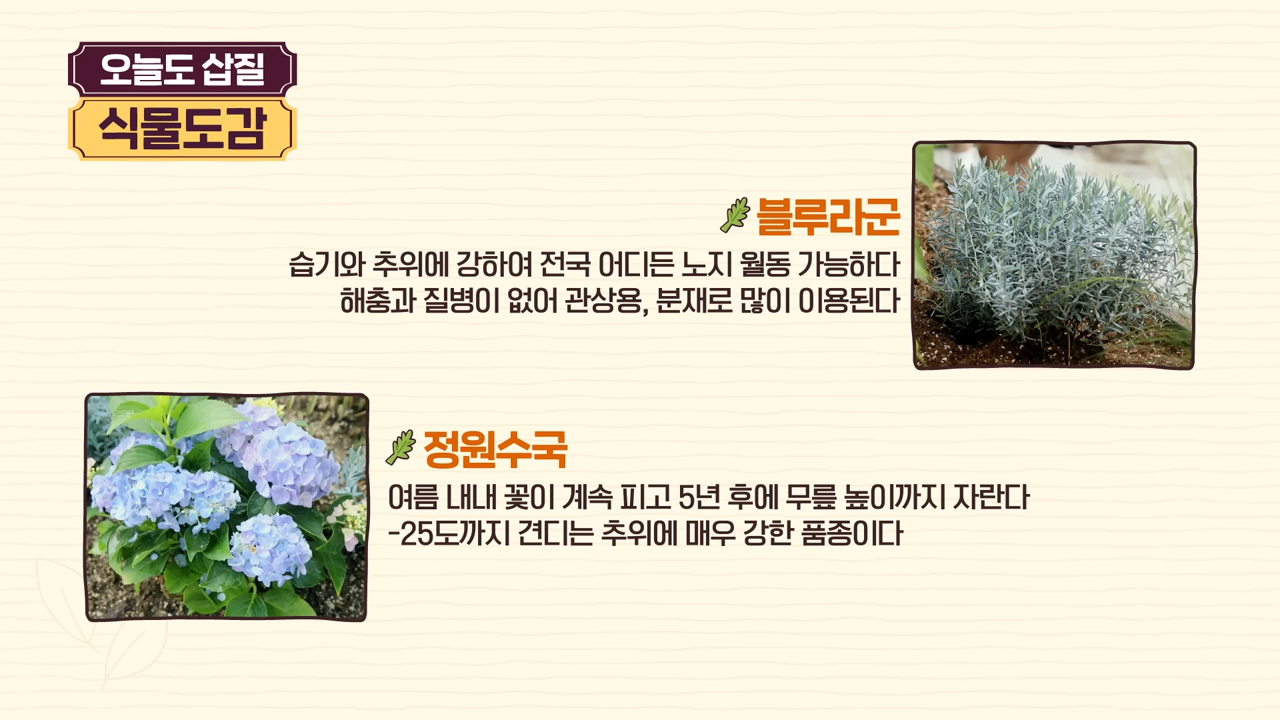 오늘도 삽질
식물도감
블루라군
습기와 추위에 강하여 전국 어디든 노지 월동 가능하다
해충과 질병이 없어 관상용, 분재로 많이 이용된다
정원수국
여름 내내 꽃이 계속 피고 5년 후에 무릎 높이까지 자란다
-25도까지 견디는 추위에 매우 강한 품종이다